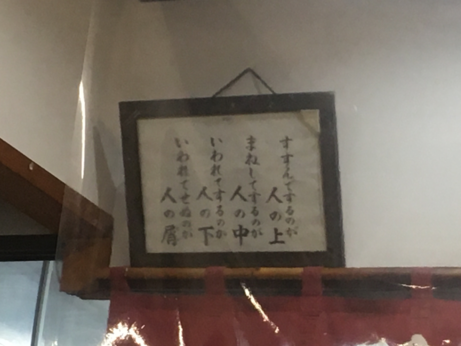 すすんでするのが
人の上
まねしてするのが
人の中
いわれてするのが
人の下
いわれてせぬのが
人の屑